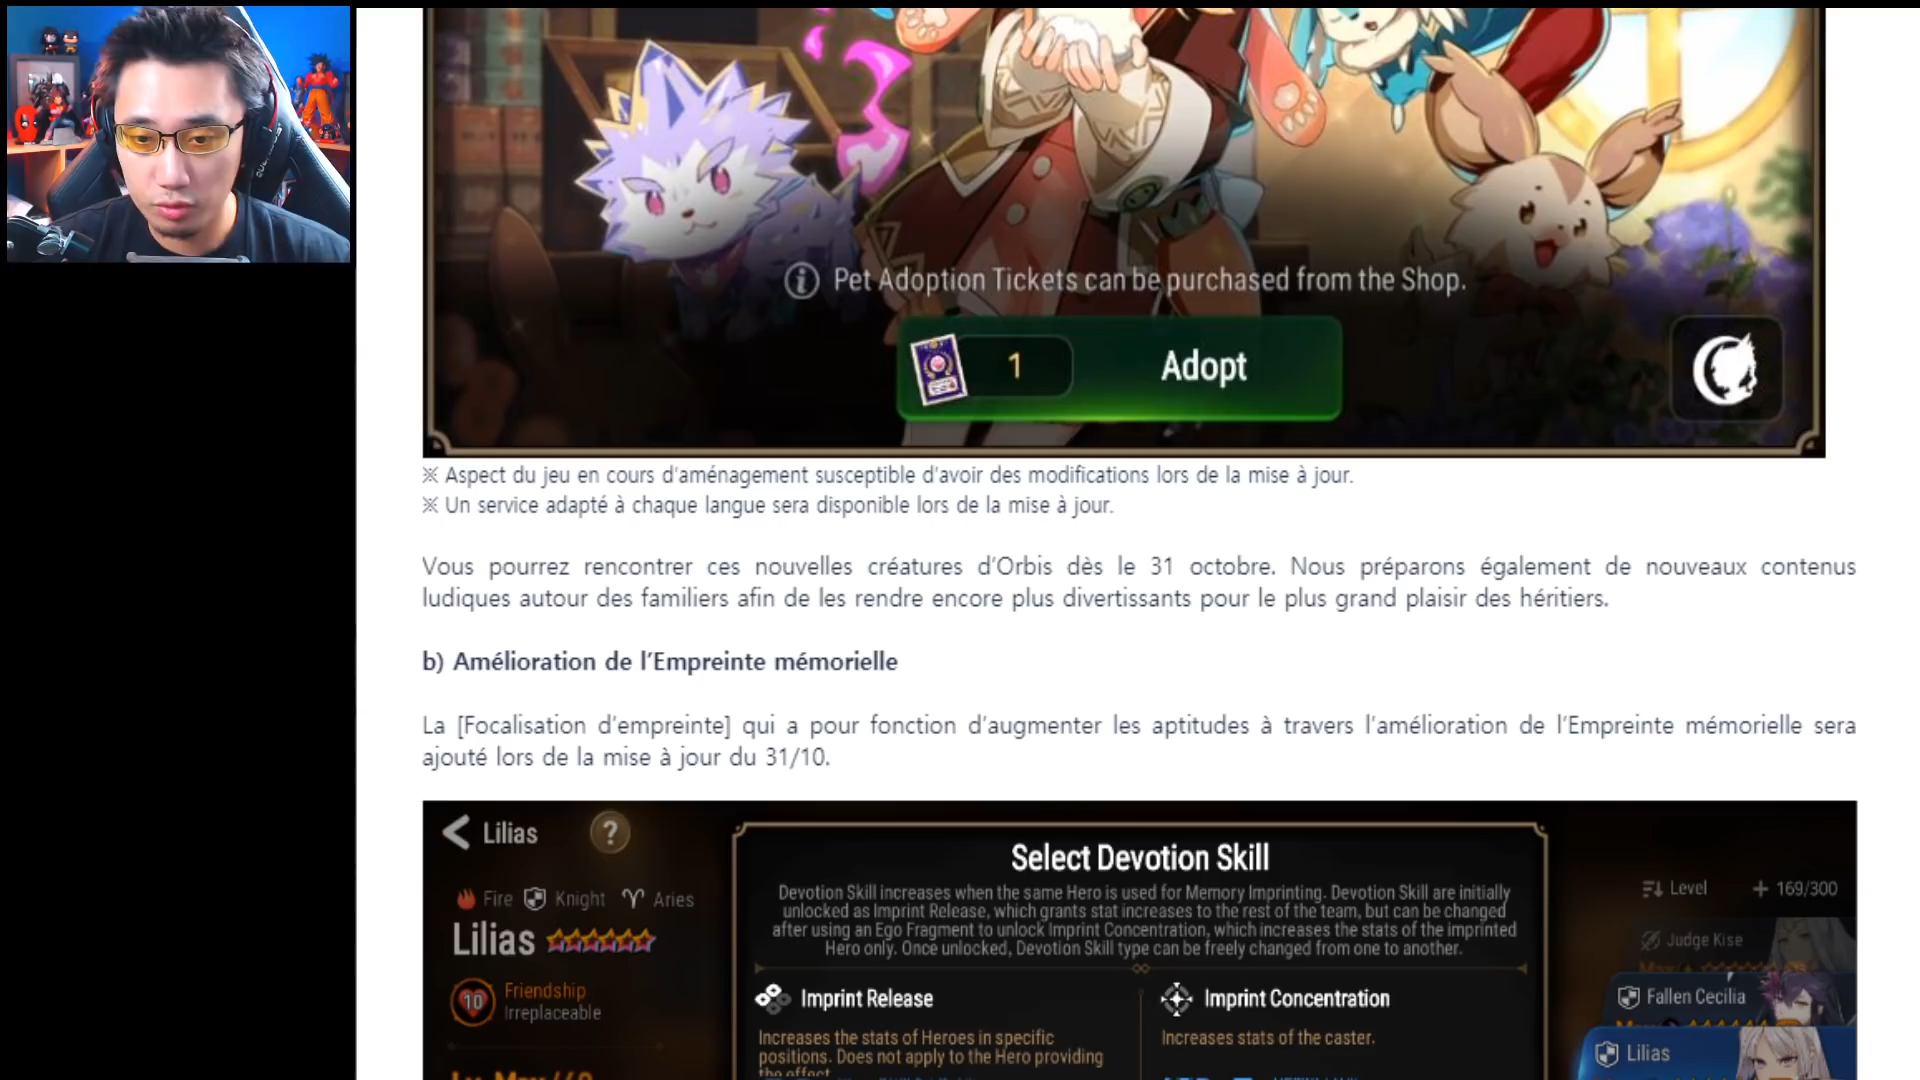 Pet Adoption Tickets can be purchased from the Shop.
1 Adopt
※ Aspect du jeu en cours d'aménagement susceptible d'avoir des modifications lors de la mise à jour.
※ Un service adapté à chaque langue sera disponible lors de la mise à jour.
Vous pourrez rencontrer ces nouvelles créatures d'Orbis dès le 31 octobre. Nous préparons également de nouveaux contenus
ludiques autour des familiers afin de les rendre encore plus divertissants pour le plus grand plaisir des héritiers.
b) Amélioration de l'Empreinte mémorielle
La [Focalisation d'empreinte] qui a pour fonction d'augmenter les aptitudes à travers l'amélioration de l'Empreinte mémorielle sera
ajouté lors de la mise à jour du 31/10.
Lilias ?
Fire Knight Aries
Lilias
10 Friendship
Irreplaceable
Select Devotion Skill
Devotion Skill increases when the same Hero is used for Memory Imprinting. Devotion Skill are initially
unlocked as Imprint Release, which grants stat increases to the rest of the team, but can be changed
after using an Ego Fragment to unlock Imprint Concentration, which increases the stats of the imprinted
Hero only. Once unlocked, Devotion Skill type can be freely changed from one to another.
Imprint Release
Increases the stats of Heroes in specific
positions. Does not apply to the Hero providing
the effect.
Imprint Concentration
Increases stats of the caster.
Level + 169/300
Judge Kise
Fallen Cecilia
Lilias